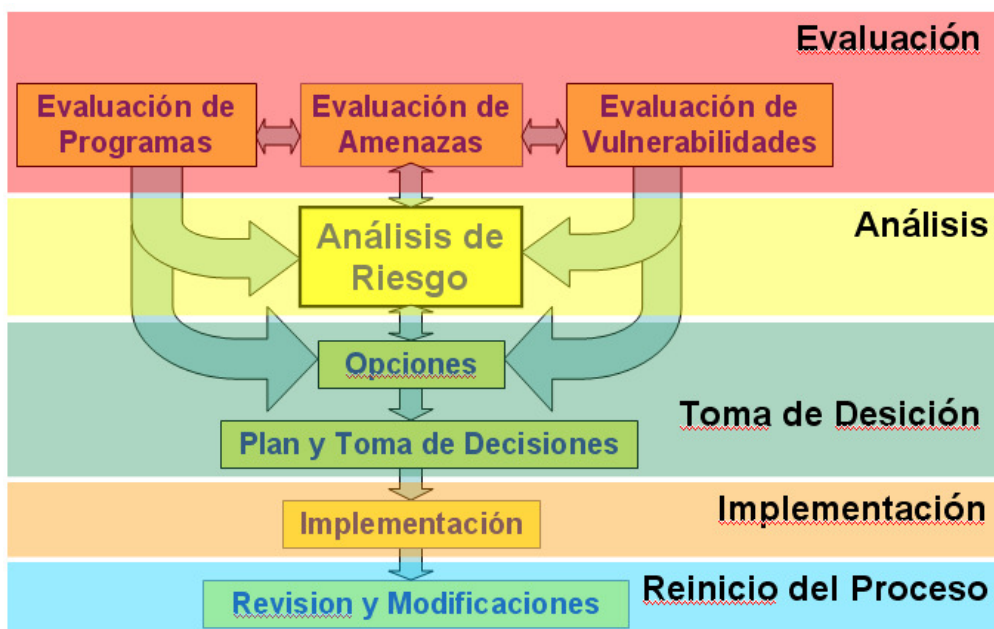 Evaluación
Evaluación de
Programas
Evaluación de
Amenazas
Evaluación de
Vulnerabilidades
Análisis
Análisis de
Riesgo
Opciones
Toma de Desición
Plan y Toma de Decisiones
Implementación
Implementación
Reinicio del Proceso
Revision y Modificaciones